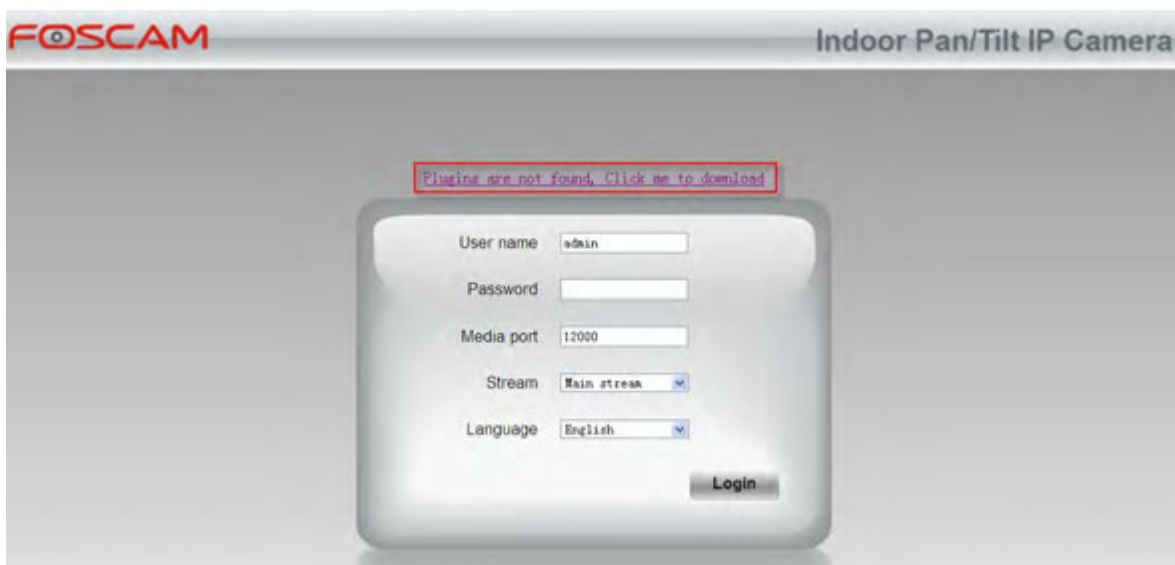 FOSCAM
Indoor Pan/Tilt IP Camera
Plugins are not found, Click me to download
User name admin
Password
Media port 12000
Stream Main stream
Language English
Login